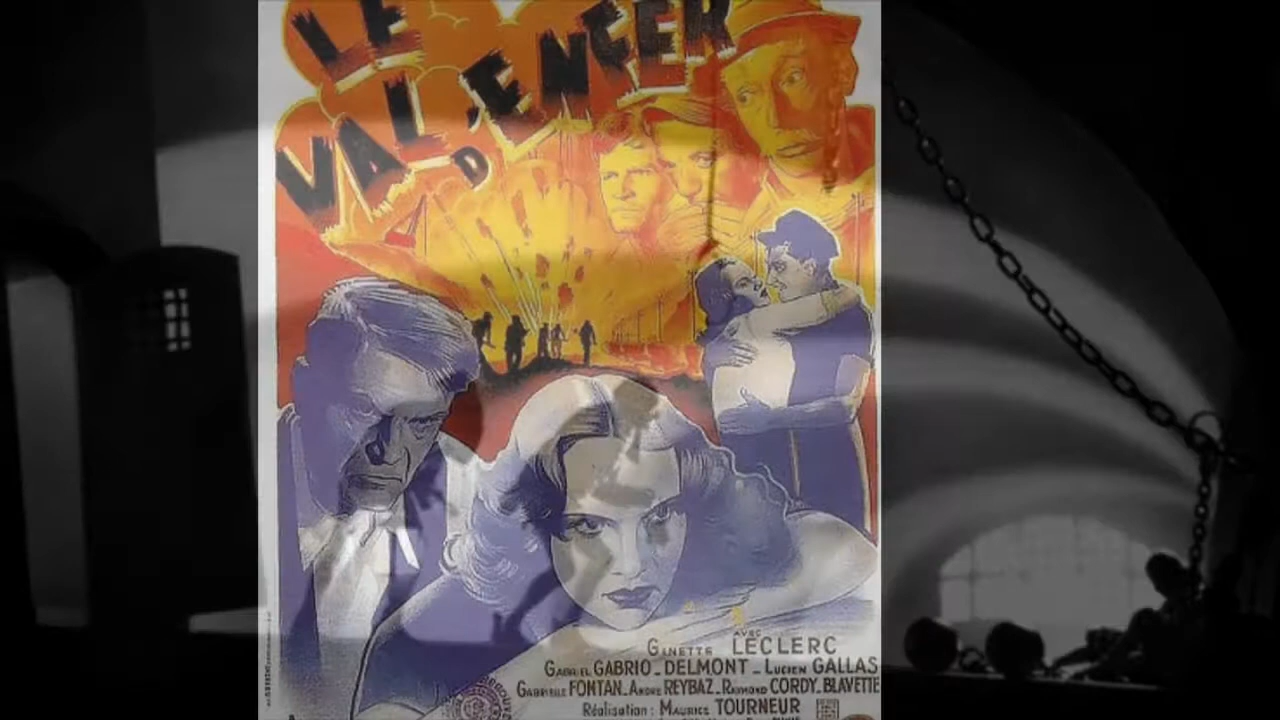 LE
VAL D'ENFER
AVEC
GINETTE LECLERC
GABRIEL GABRIO _ DELMONT _ LUCIEN GALLAS
GABRIELLE FONTAN _ ANDRE REYBAZ _ RAYMOND CORDY _ BLAVETTE
Réalisation : MAURICE TOURNEUR